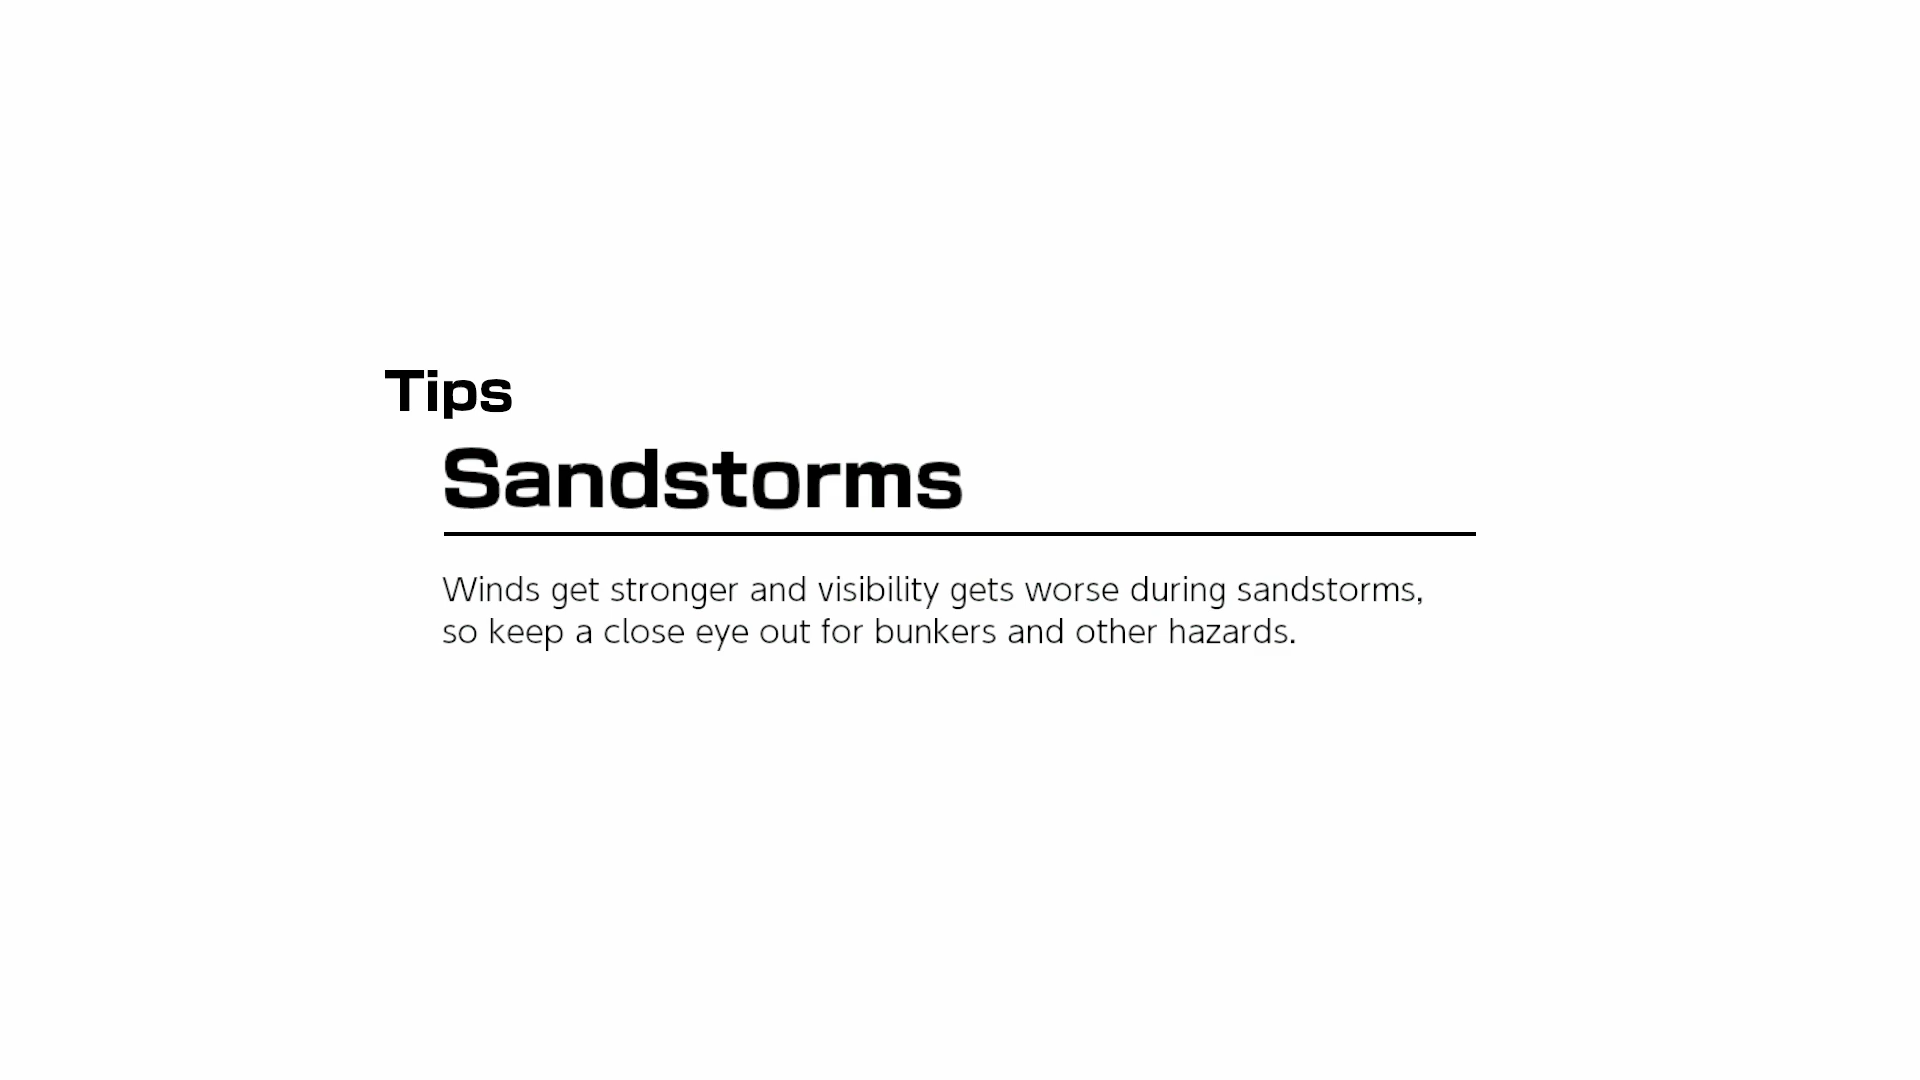 Tips
Sandstorms
Winds get stronger and visibility gets worse during sandstorms,
so keep a close eye out for bunkers and other hazards.